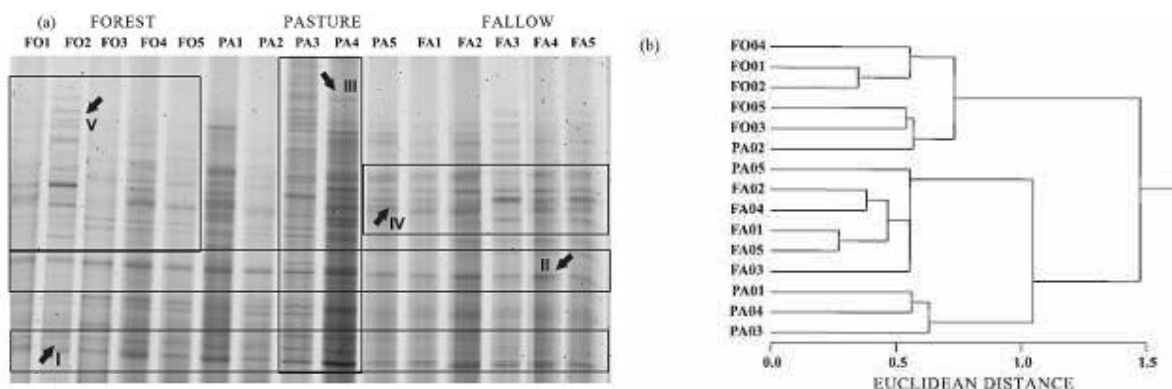 (a) FOREST PASTURE FALLOW
FO1 FO2 FO3 FO4 FO5 PA1 PA2 PA3 PA4 PA5 FA1 FA2 FA3 FA4 FA5
III
V
IV
II
I
(b)
FO04
FO01
FO02
FO05
FO03
PA02
PA05
FA02
FA04
FA01
FA05
FA03
PA01
PA04
PA03
0.0 0.5 1.0 1.5
EUCLIDEAN DISTANCE